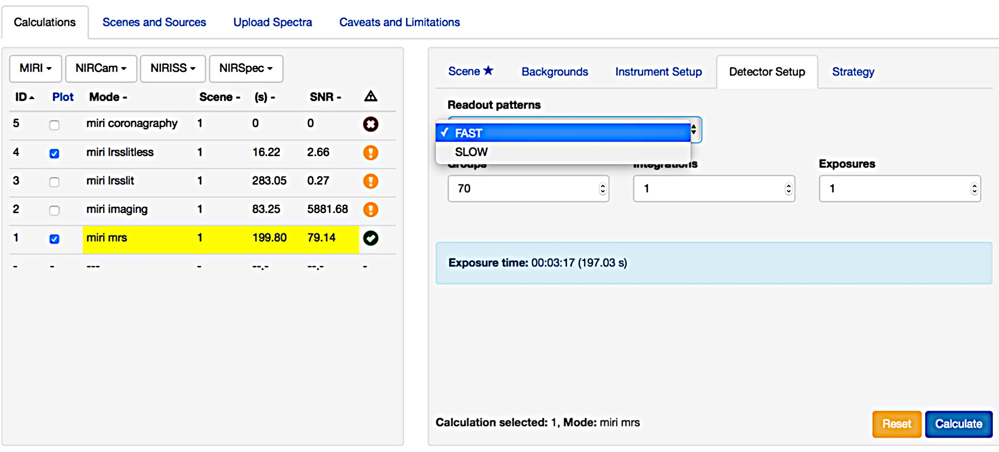 Calculations Scenes and Sources Upload Spectra Caveats and Limitations
MIRI NIRCam NIRISS NIRSpec
ID Plot Mode - Scene - (s) - SNR -
5 miri coronagraphy 1 0 0
4 miri lrsslitless 1 16.22 2.66
3 miri lrsslit 1 283.05 0.27
2 miri imaging 1 83.25 5881.68
1 miri mrs 1 199.80 79.14
- - --- - --.- --.- -
Scene ★ Backgrounds Instrument Setup Detector Setup Strategy
Readout patterns
✓ FAST
SLOW
Groups Integrations Exposures
70 1 1
Exposure time: 00:03:17 (197.03 s)
Calculation selected: 1, Mode: miri mrs
Reset Calculate